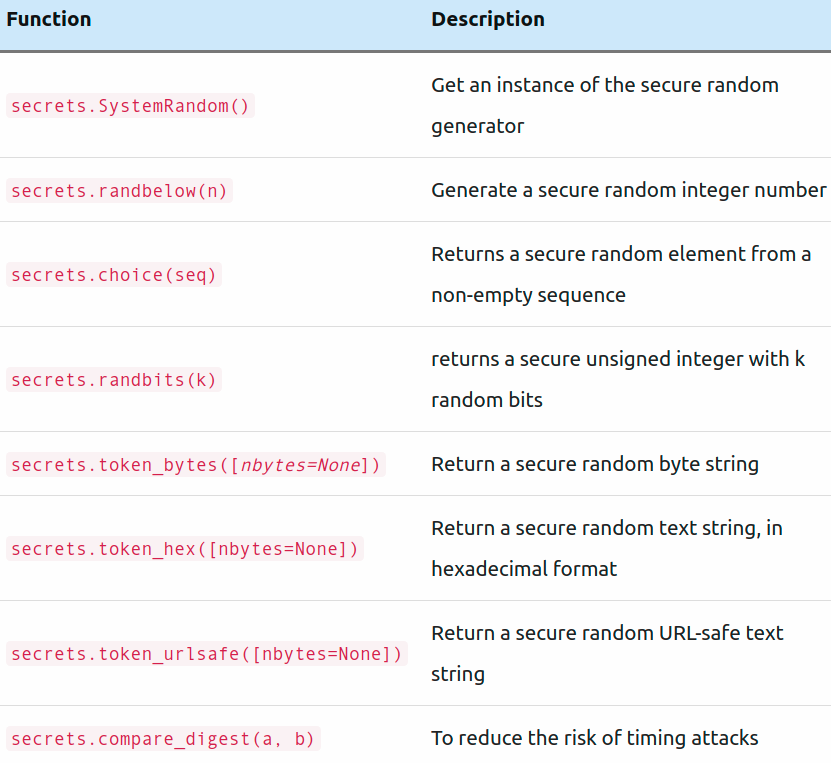 Function Description
secrets.SystemRandom() Get an instance of the secure random
generator
secrets.randbelow(n) Generate a secure random integer number
secrets.choice(seq) Returns a secure random element from a
non-empty sequence
secrets.randbits(k) returns a secure unsigned integer with k
random bits
secrets.token_bytes([nbytes=None]) Return a secure random byte string
secrets.token_hex([nbytes=None]) Return a secure random text string, in
hexadecimal format
secrets.token_urlsafe([nbytes=None]) Return a secure random URL-safe text
string
secrets.compare_digest(a, b) To reduce the risk of timing attacks